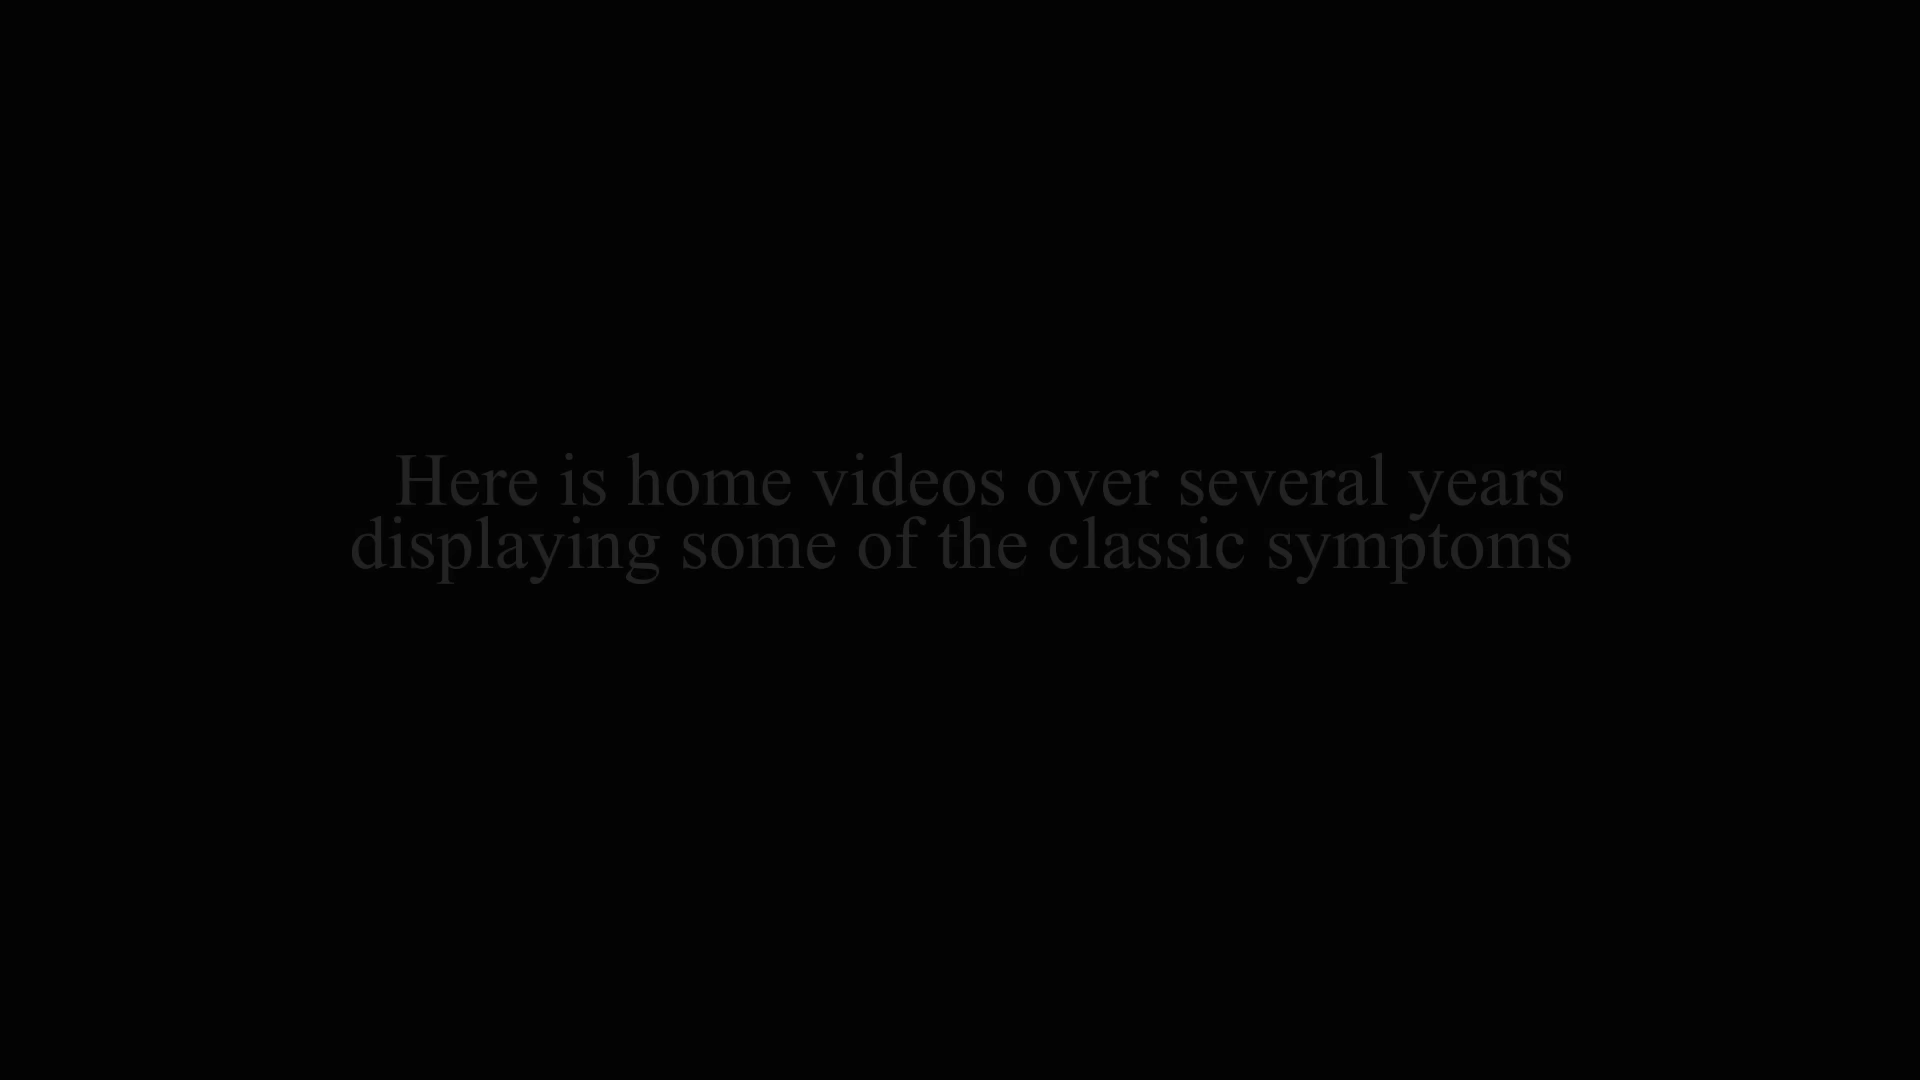 Here is home videos over several years
displaying some of the classic symptoms